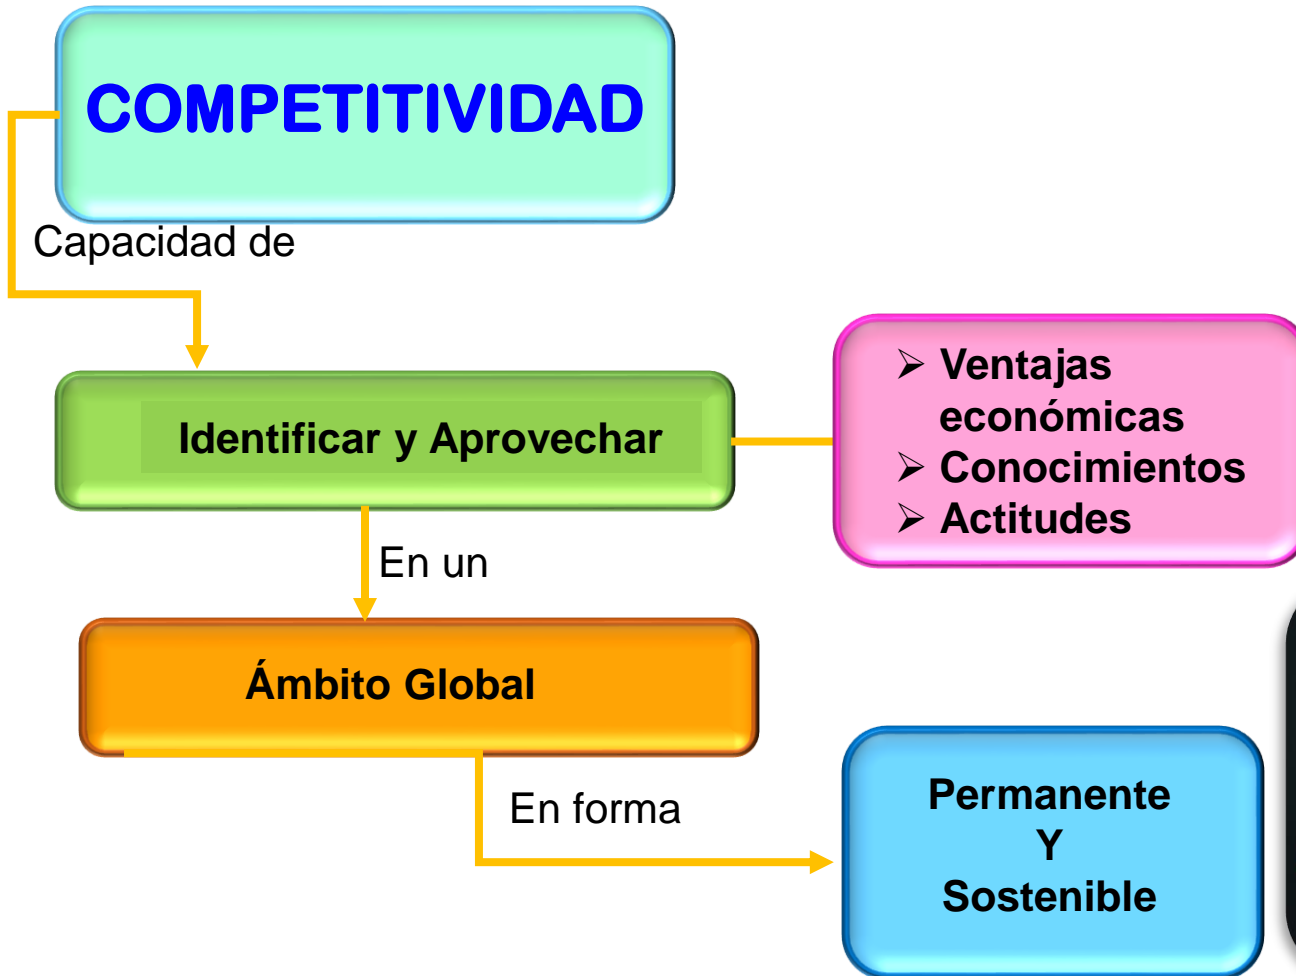 COMPETITIVIDAD
Capacidad de
Identificar y Aprovechar
➢ Ventajas
económicas
➢ Conocimientos
➢ Actitudes
En un
Ámbito Global
En forma
Permanente
Y
Sostenible